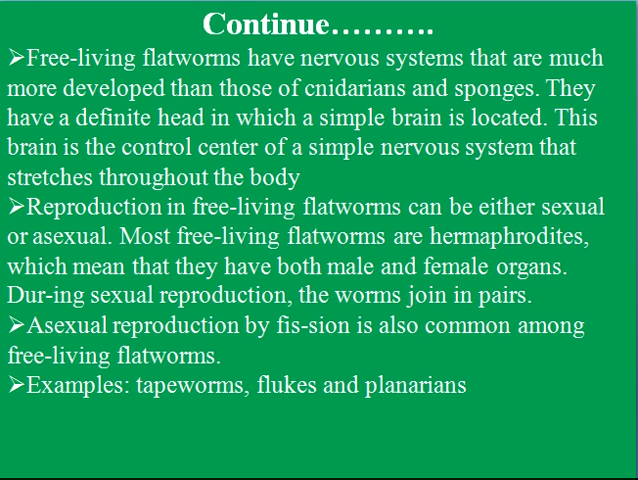 Continue……….
➢Free-living flatworms have nervous systems that are much
more developed than those of cnidarians and sponges. They
have a definite head in which a simple brain is located. This
brain is the control center of a simple nervous system that
stretches throughout the body
➢Reproduction in free-living flatworms can be either sexual
or asexual. Most free-living flatworms are hermaphrodites,
which mean that they have both male and female organs.
Dur-ing sexual reproduction, the worms join in pairs.
➢Asexual reproduction by fis-sion is also common among
free-living flatworms.
➢Examples: tapeworms, flukes and planarians